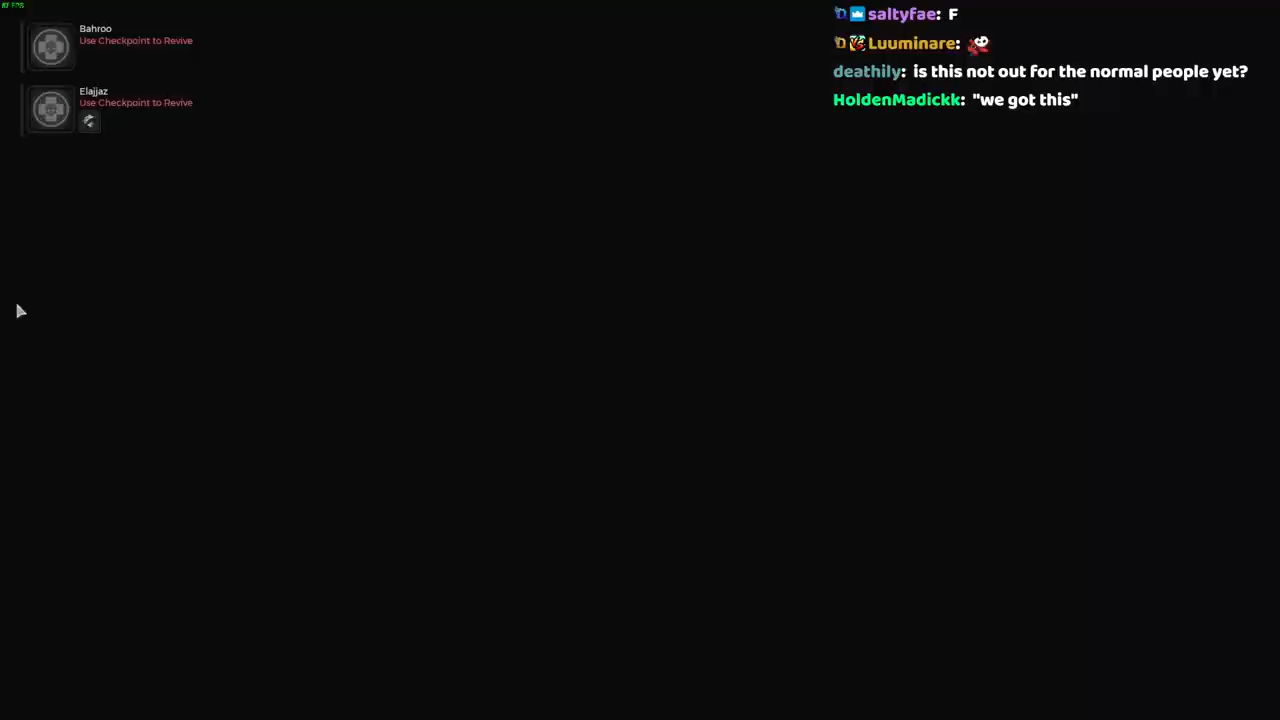 Bahroo
Use Checkpoint to Revive
Elajjaz
Use Checkpoint to Revive
saltyfae: F
Luuminare:
deathily: is this not out for the normal people yet?
HoldenMadickk: "we got this"